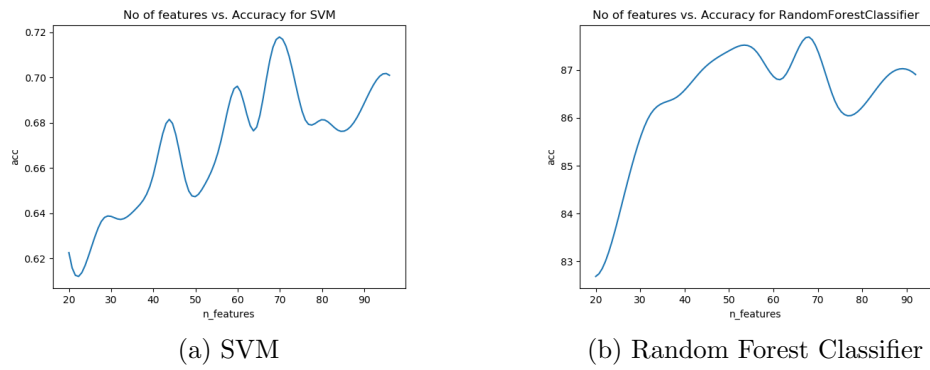 No of features vs. Accuracy for SVM
0.72
0.70
0.68
0.66
0.64
0.62
acc
20 30 40 50 60 70 80 90
n_features
(a) SVM
No of features vs. Accuracy for RandomForestClassifier
87
86
85
84
83
acc
20 30 40 50 60 70 80 90
n_features
(b) Random Forest Classifier